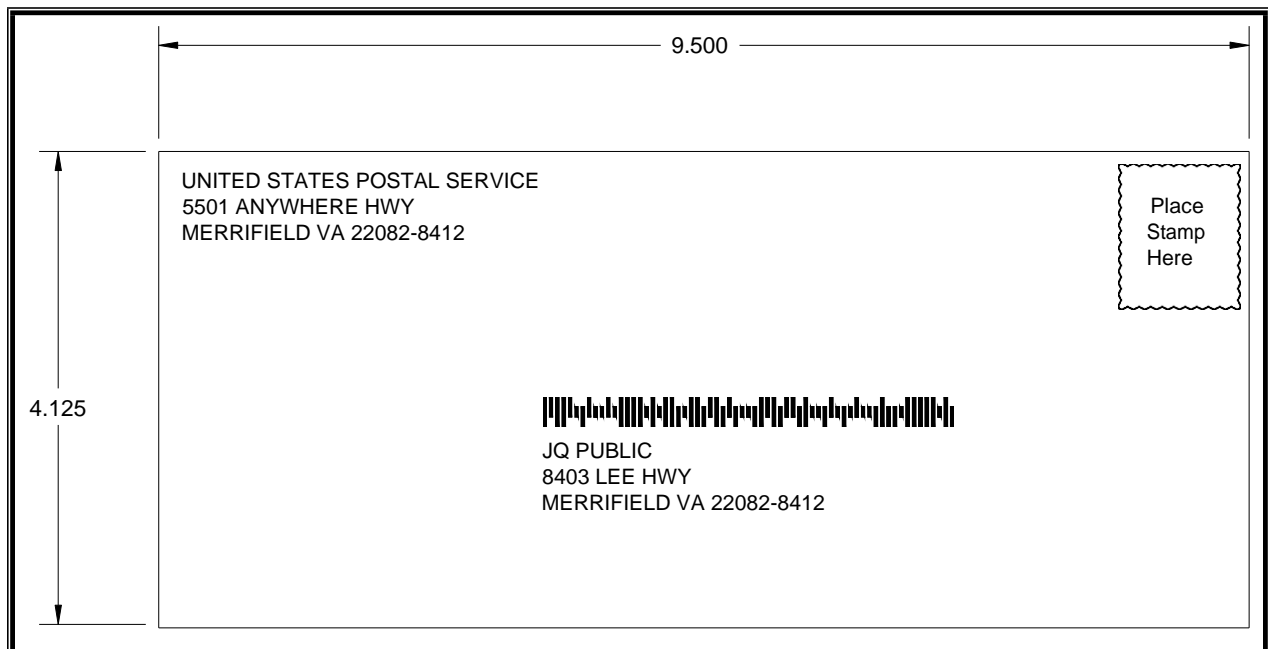 9.500
UNITED STATES POSTAL SERVICE
5501 ANYWHERE HWY
MERRIFIELD VA 22082-8412
Place
Stamp
Here
4.125
JQ PUBLIC
8403 LEE HWY
MERRIFIELD VA 22082-8412